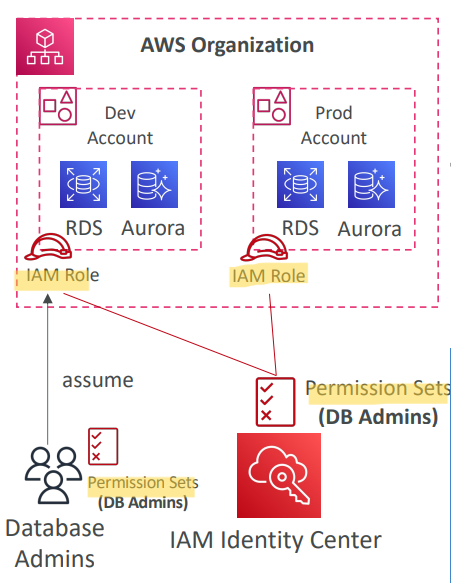 AWS Organization
Dev
Account
Prod
Account
RDS
Aurora
RDS
Aurora
IAM Role
IAM Role
assume
Permission Sets
(DB Admins)
Permission Sets
(DB Admins)
Database
Admins
IAM Identity Center